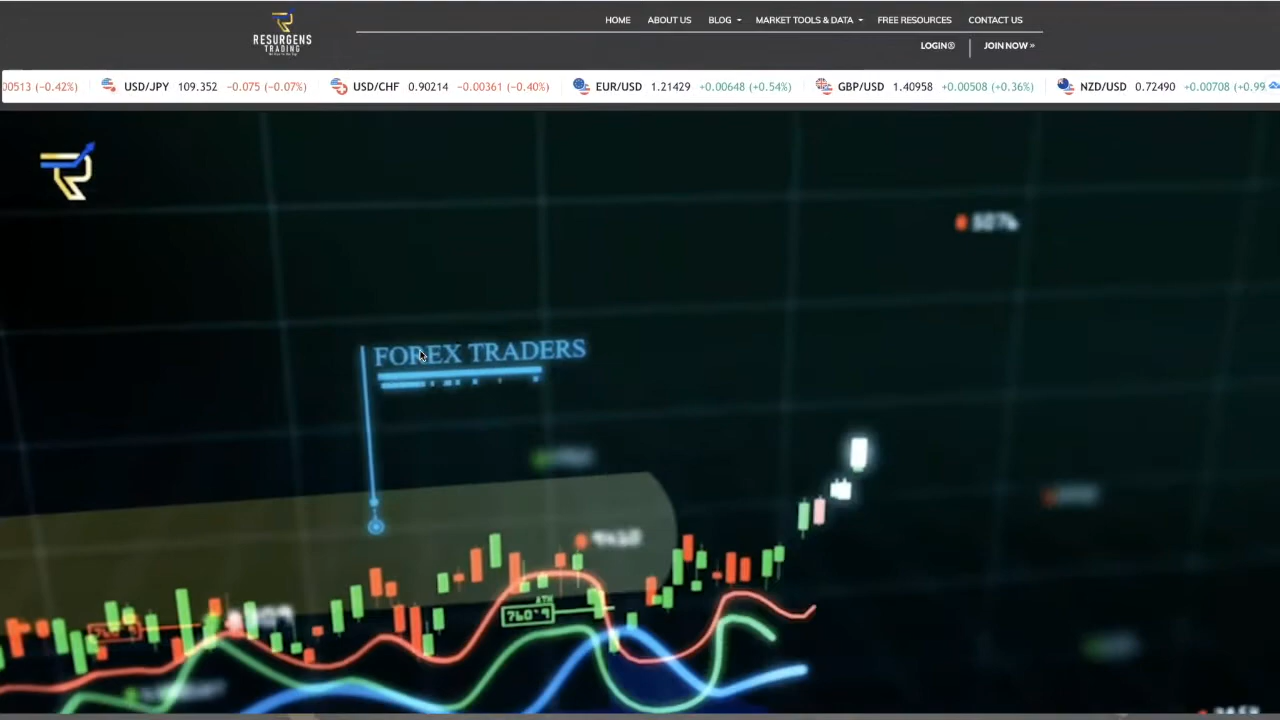 HOME ABOUT US BLOG MARKET TOOLS & DATA FREE RESOURCES CONTACT US
RESURGENS
TRADING
LOGIN JOIN NOW »
00513 (−0.42%) USD/JPY 109.352 −0.075 (−0.07%) USD/CHF 0.90214 −0.00361 (−0.40%) EUR/USD 1.21429 +0.00648 (+0.54%) GBP/USD 1.40958 +0.00508 (+0.36%) NZD/USD 0.72490 +0.00708 (+0.99
5076
FOREX TRADERS